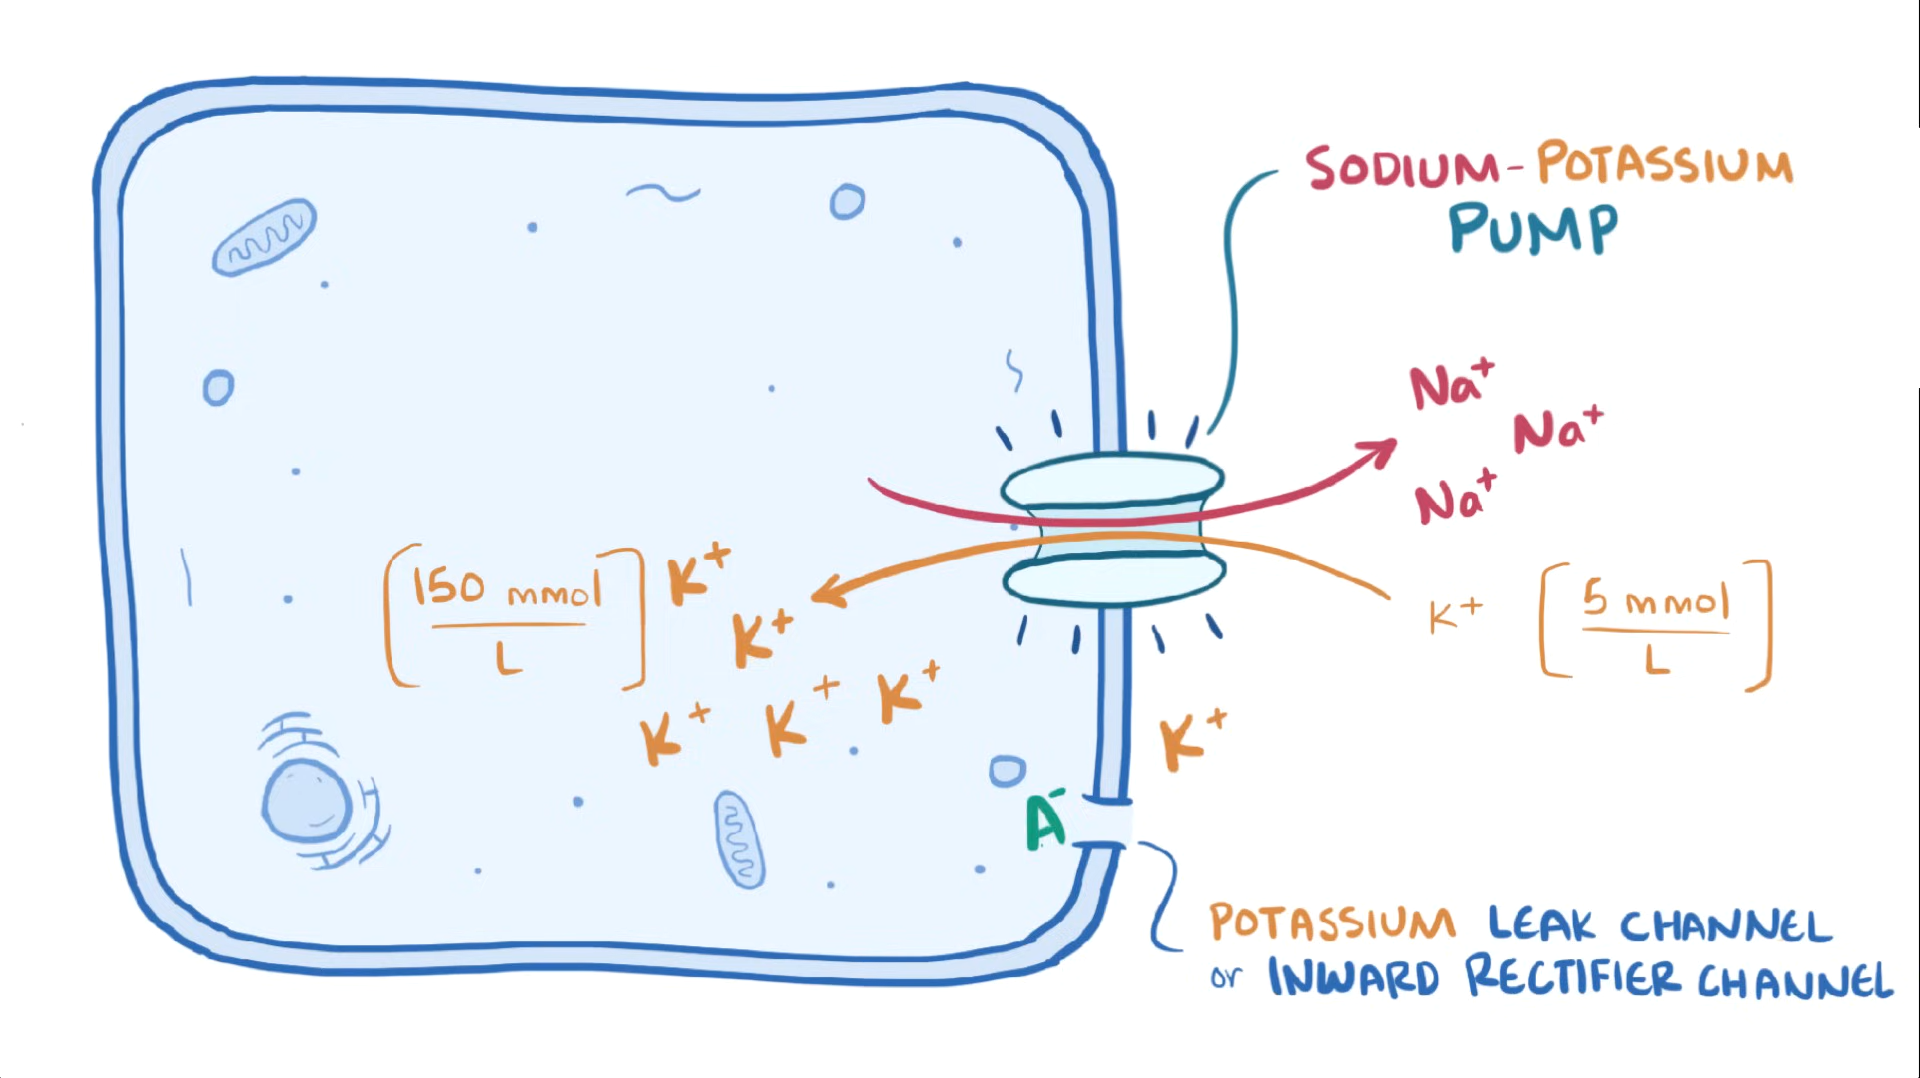 SODIUM-POTASSIUM
PUMP
Na+
Na+
Na+
[150 mmol
L]
K+
K+
K+
K+
K+
K+ [5 mmol
L]
K+
A-
POTASSIUM LEAK CHANNEL
or INWARD RECTIFIER CHANNEL